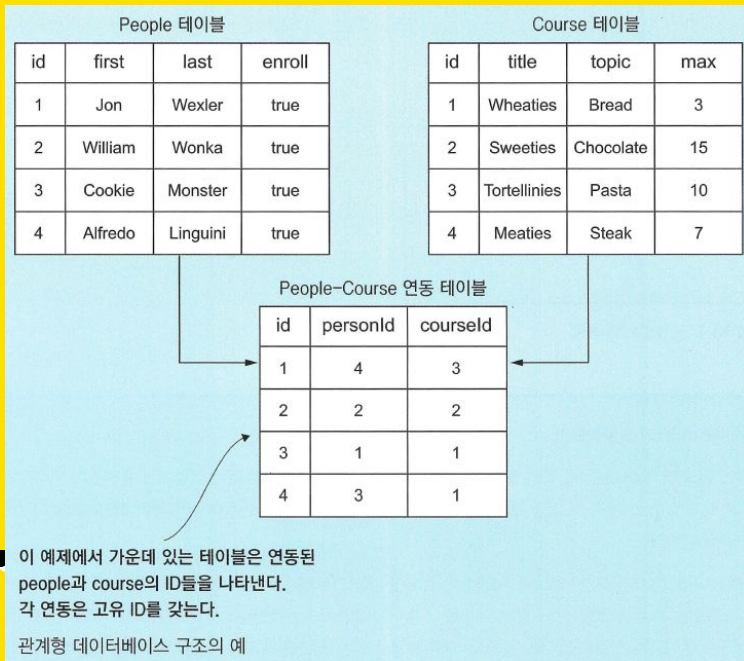 People 테이블
id first last enroll
1 Jon Wexler true
2 William Wonka true
3 Cookie Monster true
4 Alfredo Linguini true
Course 테이블
id title topic max
1 Wheaties Bread 3
2 Sweeties Chocolate 15
3 Tortellinies Pasta 10
4 Meaties Steak 7
People-Course 연동 테이블
id personId courseId
1 4 3
2 2 2
3 1 1
4 3 1
이 예제에서 가운데 있는 테이블은 연동된
people과 course의 ID들을 나타낸다.
각 연동은 고유 ID를 갖는다.
관계형 데이터베이스 구조의 예